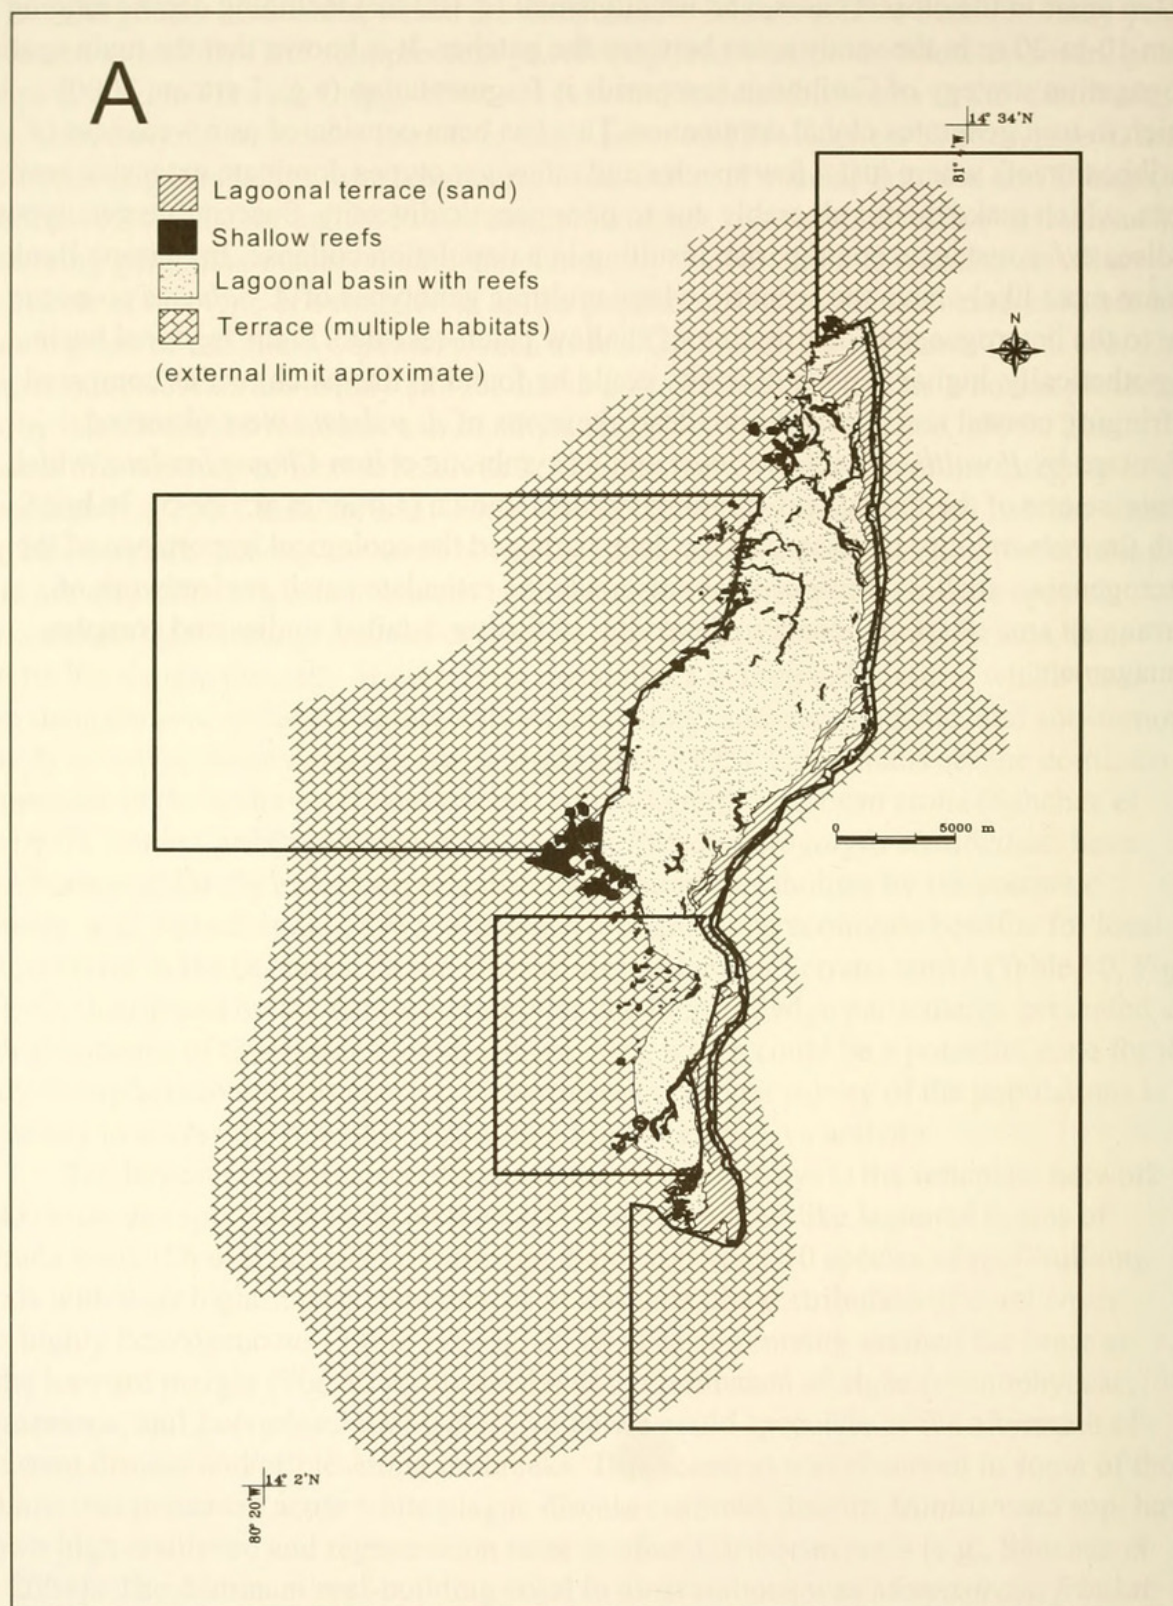 A
14° 34'N
Lagoonal terrace (sand)
Shallow reefs
Lagoonal basin with reefs
Terrace (multiple habitats)
(external limit aproximate)
N
0 5000 m
14° 2'N
80° 20' W